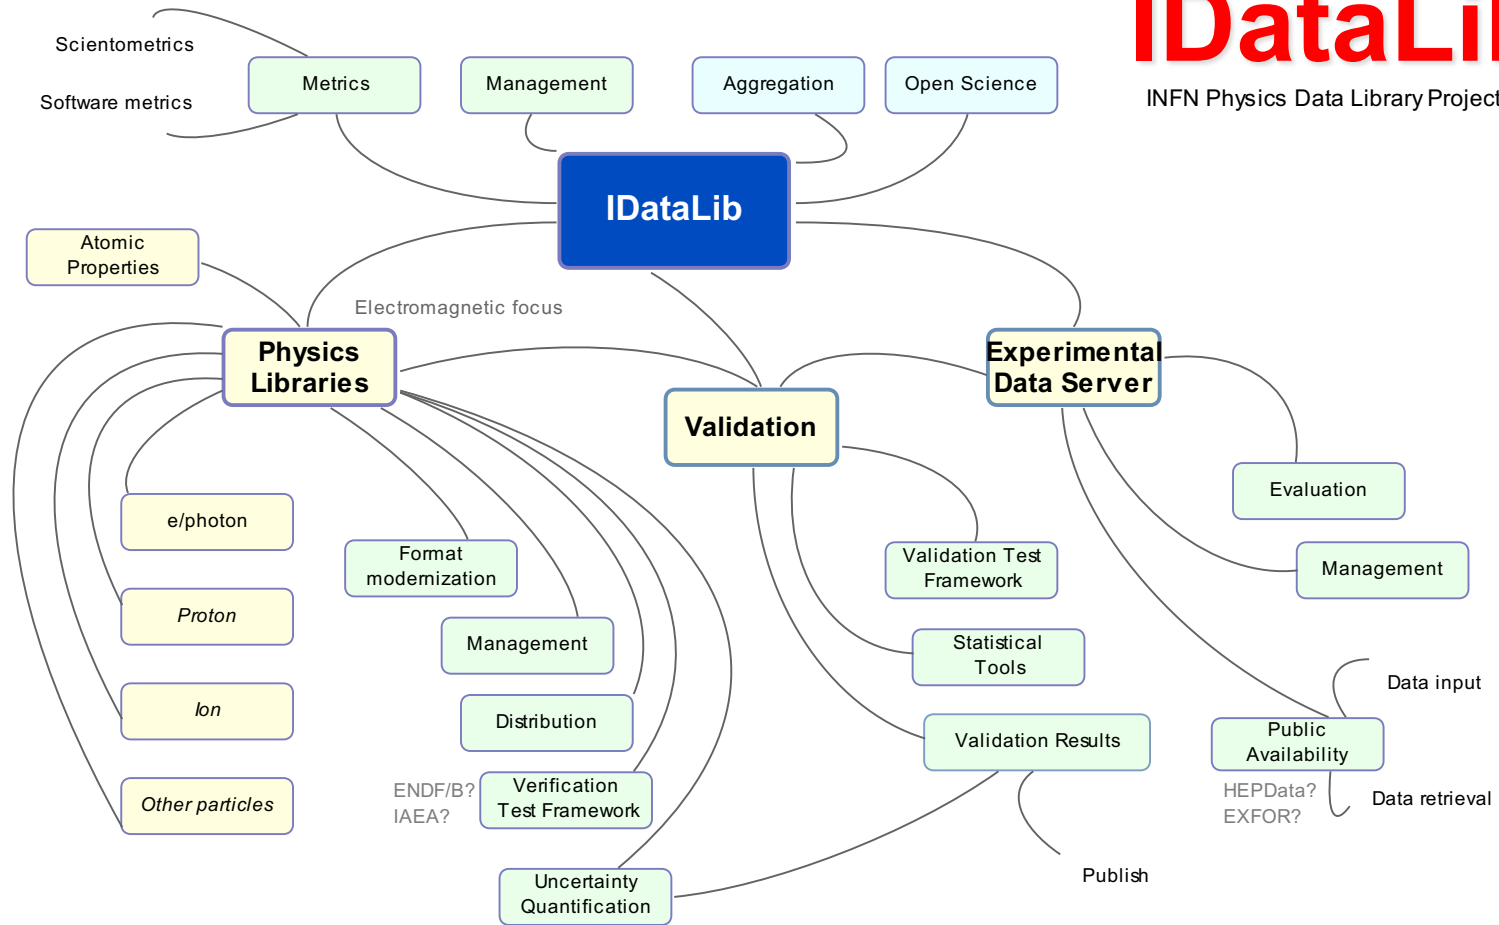 IDataLi
INFN Physics Data Library Project
Scientometrics
Software metrics
Metrics
Management
Aggregation
Open Science
IDataLib
Atomic
Properties
Electromagnetic focus
Physics
Libraries
Validation
Experimental
Data Server
e/photon
Proton
Ion
Other particles
Format
modernization
Management
Distribution
ENDF/B?
IAEA?
Verification
Test Framework
Uncertainty
Quantification
Validation Test
Framework
Statistical
Tools
Validation Results
Publish
Evaluation
Management
Data input
Public
Availability
HEPData?
EXFOR?
Data retrieval